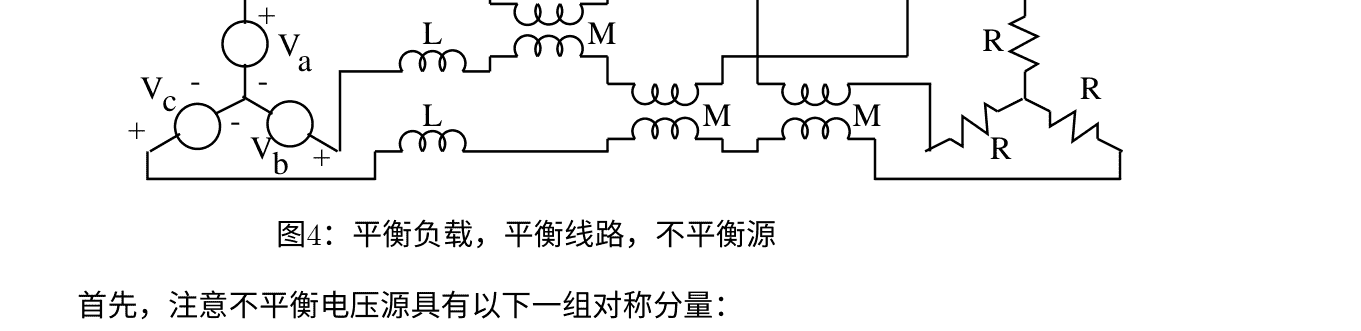 +
V a
L
M
R
V c - -
R
+ -
V b +
L
M
M
R
图4：平衡负载，平衡线路，不平衡源
首先，注意不平衡电压源具有以下一组对称分量：